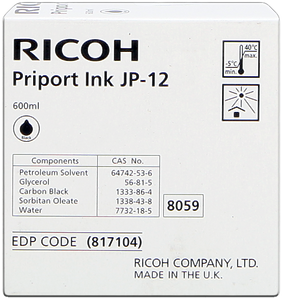 RICOH
Priport Ink JP-12
600ml
Black
40°C
max.
-5°C
min.
Components CAS No.
Petroleum Solvent 64742-53-6
Glycerol 56-81-5
Carbon Black 1333-86-4
Sorbitan Oleate 1338-43-8
Water 7732-18-5
8059
EDP CODE (817104)
RICOH COMPANY, LTD.
MADE IN THE U.K.